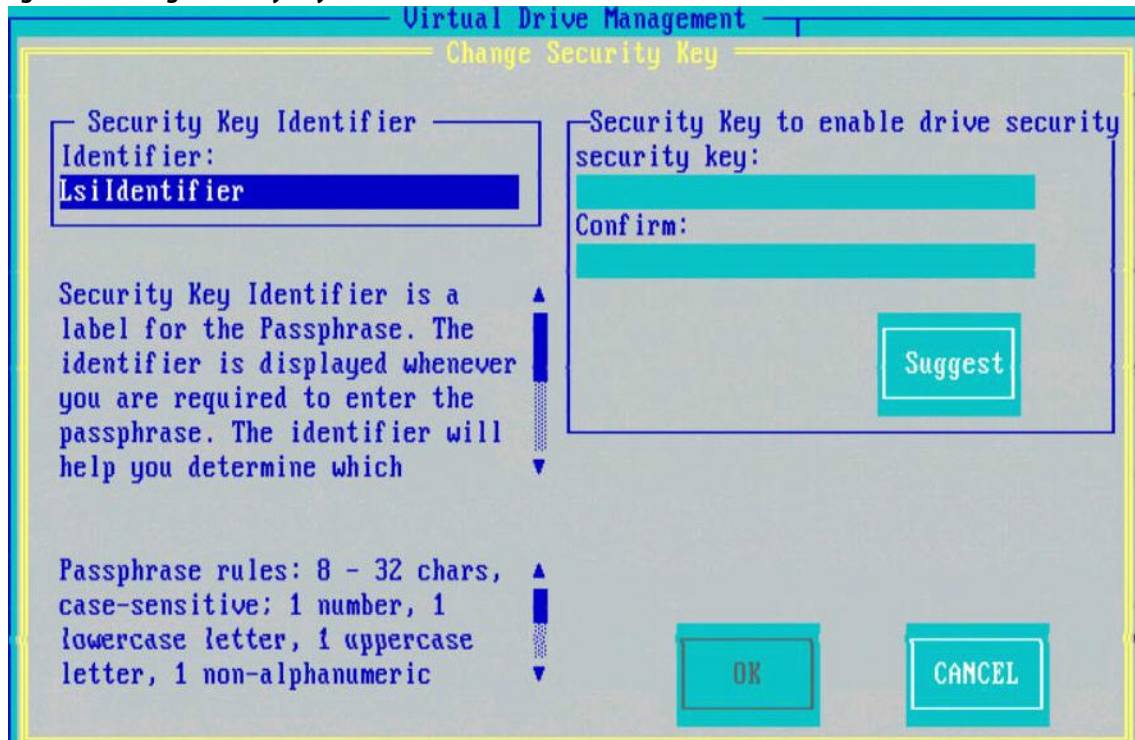 Virtual Drive Management
Change Security Key
Security Key Identifier
Identifier:
LsiIdentifier
Security Key Identifier is a
label for the Passphrase. The
identifier is displayed whenever
you are required to enter the
passphrase. The identifier will
help you determine which
Passphrase rules: 8 - 32 chars,
case-sensitive; 1 number, 1
lowercase letter, 1 uppercase
letter, 1 non-alphanumeric
Security Key to enable drive security
security key:
Confirm:
Suggest
OK
CANCEL